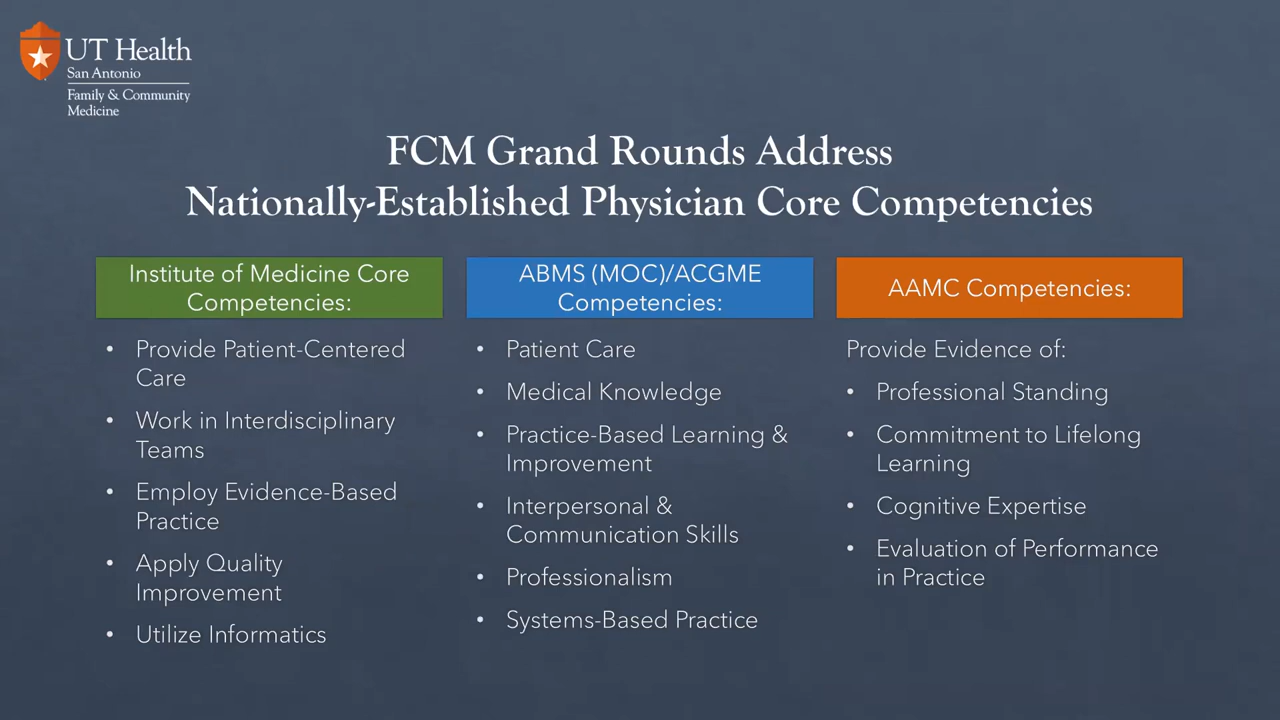 UT Health
San Antonio
Family & Community
Medicine
FCM Grand Rounds Address
Nationally-Established Physician Core Competencies
Institute of Medicine Core
Competencies:
• Provide Patient-Centered
Care
• Work in Interdisciplinary
Teams
• Employ Evidence-Based
Practice
• Apply Quality
Improvement
• Utilize Informatics
ABMS (MOC)/ACGME
Competencies:
• Patient Care
• Medical Knowledge
• Practice-Based Learning &
Improvement
• Interpersonal &
Communication Skills
• Professionalism
• Systems-Based Practice
AAMC Competencies:
Provide Evidence of:
• Professional Standing
• Commitment to Lifelong
Learning
• Cognitive Expertise
• Evaluation of Performance
in Practice